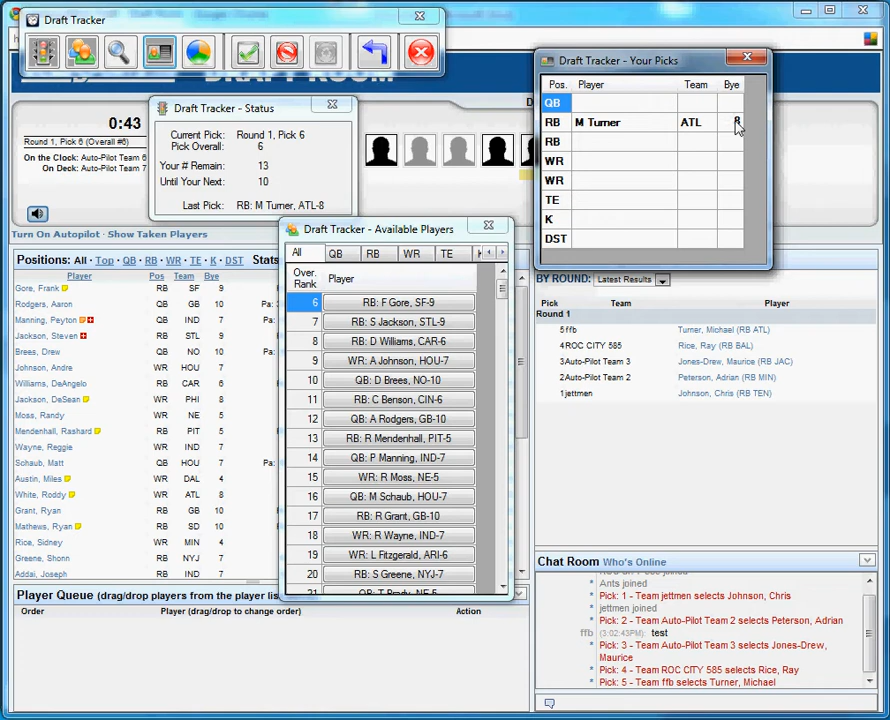 Draft Tracker
DRAFT ROOM
0:43
Round 1, Pick 6 (Overall #6)
On the Clock: Auto-Pilot Team 6
On Deck: Auto-Pilot Team 7
Turn On Autopilot - Show Taken Players
Draft Tracker - Status
Current Pick: Round 1, Pick 6
Pick Overall: 6
Your # Remain: 13
Until Your Next: 10
Last Pick: RB: M Turner, ATL-8
Draft Tracker - Your Picks
Pos. Player Team Bye
QB
RB M Turner ATL 8
RB
WR
WR
TE
K
DST
Positions: All - Top - QB - RB - WR - TE - K - DST Stats
Player Pos Team Bye
Gore, Frank RB SF 9
Rodgers, Aaron QB GB 10 Pa:
Manning, Peyton QB IND 7 Pa:
Jackson, Steven RB STL 9
Brees, Drew QB NO 10 Pa:
Johnson, Andre WR HOU 7
Williams, DeAngelo RB CAR 6
Jackson, DeSean WR PHI 8
Moss, Randy WR NE 5
Mendenhall, Rashard RB PIT 5
Wayne, Reggie WR IND 7
Schaub, Matt QB HOU 7 Pa:
Austin, Miles WR DAL 4
White, Roddy WR ATL 8
Grant, Ryan RB GB 10
Mathews, Ryan RB SD 10
Rice, Sidney WR MIN 4
Greene, Shonn RB NYJ 7
Addai, Joseph RB IND 7
Draft Tracker - Available Players
All QB RB WR TE
Over. Rank Player
6 RB: F Gore, SF-9
7 RB: S Jackson, STL-9
8 RB: D Williams, CAR-6
9 WR: A Johnson, HOU-7
10 QB: D Brees, NO-10
11 RB: C Benson, CIN-6
12 QB: A Rodgers, GB-10
13 RB: R Mendenhall, PIT-5
14 QB: P Manning, IND-7
15 WR: R Moss, NE-5
16 QB: M Schaub, HOU-7
17 RB: R Grant, GB-10
18 WR: R Wayne, IND-7
19 WR: L Fitzgerald, ARI-6
20 RB: S Greene, NYJ-7
21 QB: T Brady, NE-5
BY ROUND: Latest Results
Pick Team Player
Round 1
5 ffb Turner, Michael (RB ATL)
4 ROC CITY 585 Rice, Ray (RB BAL)
3 Auto-Pilot Team 3 Jones-Drew, Maurice (RB JAC)
2 Auto-Pilot Team 2 Peterson, Adrian (RB MIN)
1 jettmen Johnson, Chris (RB TEN)
Player Queue (drag/drop players from the player lis
Order Player (drag/drop to change order) Action
Chat Room Who's Online
ROC CITY 585 joined
* Ants joined
* Pick: 1 - Team jettmen selects Johnson, Chris
* jettmen joined
* Pick: 2 - Team Auto-Pilot Team 2 selects Peterson, Adrian
ffb (3:02:43PM): test
* Pick: 3 - Team Auto-Pilot Team 3 selects Jones-Drew,
Maurice
* Pick: 4 - Team ROC CITY 585 selects Rice, Ray
* Pick: 5 - Team ffb selects Turner, Michael